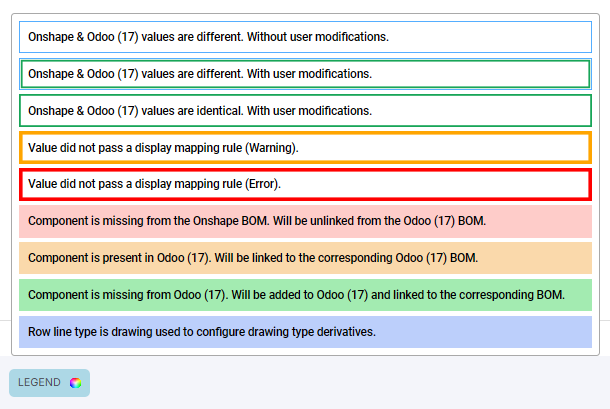 Onshape & Odoo (17) values are different. Without user modifications.
Onshape & Odoo (17) values are different. With user modifications.
Onshape & Odoo (17) values are identical. With user modifications.
Value did not pass a display mapping rule (Warning).
Value did not pass a display mapping rule (Error).
Component is missing from the Onshape BOM. Will be unlinked from the Odoo (17) BOM.
Component is present in Odoo (17). Will be linked to the corresponding Odoo (17) BOM.
Component is missing from Odoo (17). Will be added to Odoo (17) and linked to the corresponding BOM.
Row line type is drawing used to configure drawing type derivatives.
LEGEND